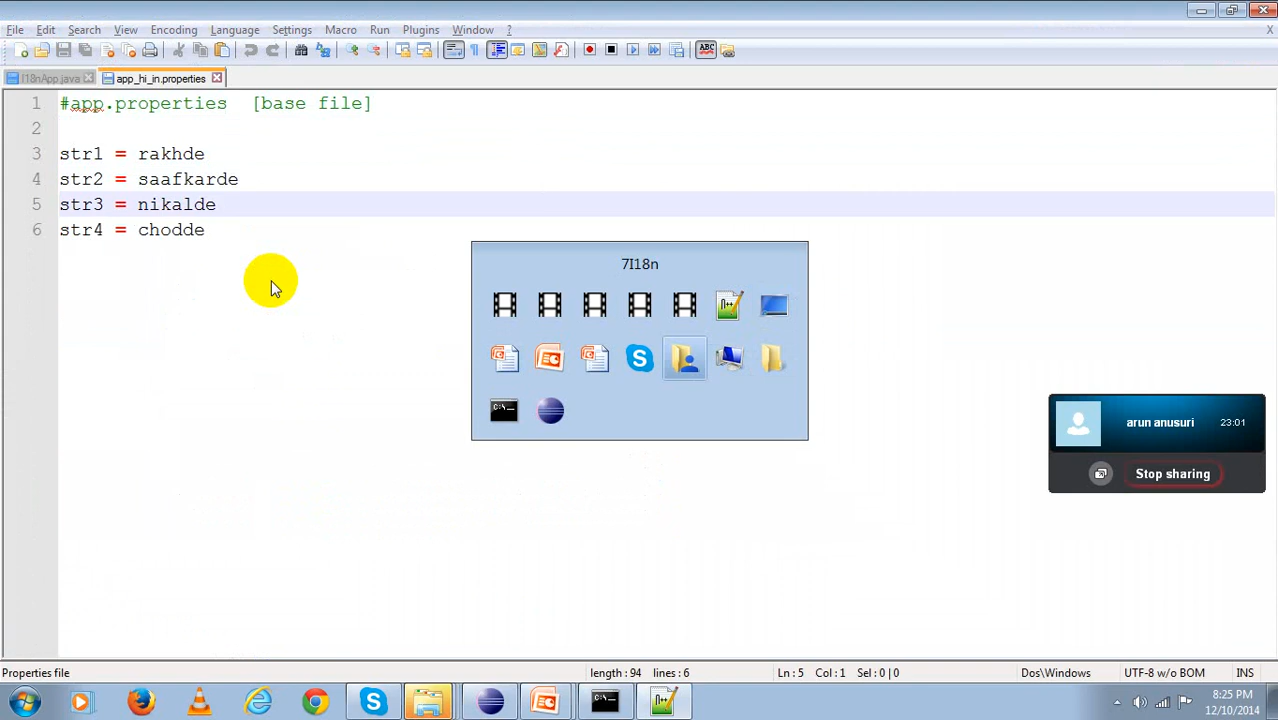 File Edit Search View Encoding Language Settings Macro Run Plugins Window ? X
I18nApp.java app_hi_in.properties
1 #app.properties [base file]
2
3 str1 = rakhde
4 str2 = saafkarde
5 str3 = nikalde
6 str4 = chodde
7I18n
C:\
arun anusuri 23:01
Stop sharing
Properties file length : 94 lines : 6 Ln : 5 Col : 1 Sel : 0 | 0 Dos\Windows UTF-8 w/o BOM INS
8:25 PM
12/10/2014